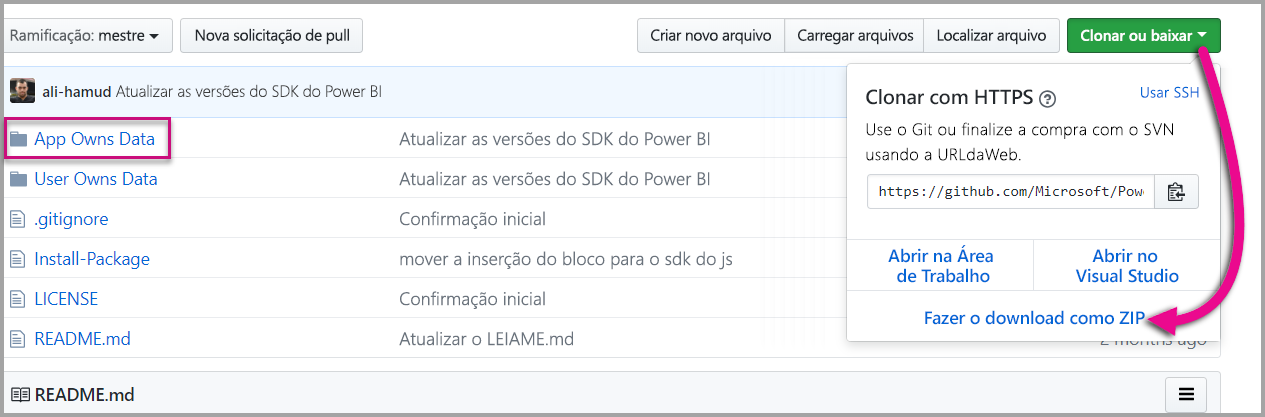 Ramificação: mestre
Nova solicitação de pull
Criar novo arquivo
Carregar arquivos
Localizar arquivo
Clonar ou baixar
ali-hamud Atualizar as versões do SDK do Power BI
App Owns Data
Atualizar as versões do SDK do Power BI
User Owns Data
Atualizar as versões do SDK do Power BI
.gitignore
Confirmação inicial
Install-Package
mover a inserção do bloco para o sdk do js
LICENSE
Confirmação inicial
README.md
Atualizar o LEIAME.md
2 months ago
Clonar com HTTPS ?
Usar SSH
Use o Git ou finalize a compra com o SVN
usando a URLdaWeb.
https://github.com/Microsoft/Pow
Abrir na Área
de Trabalho
Abrir no
Visual Studio
Fazer o download como ZIP
README.md